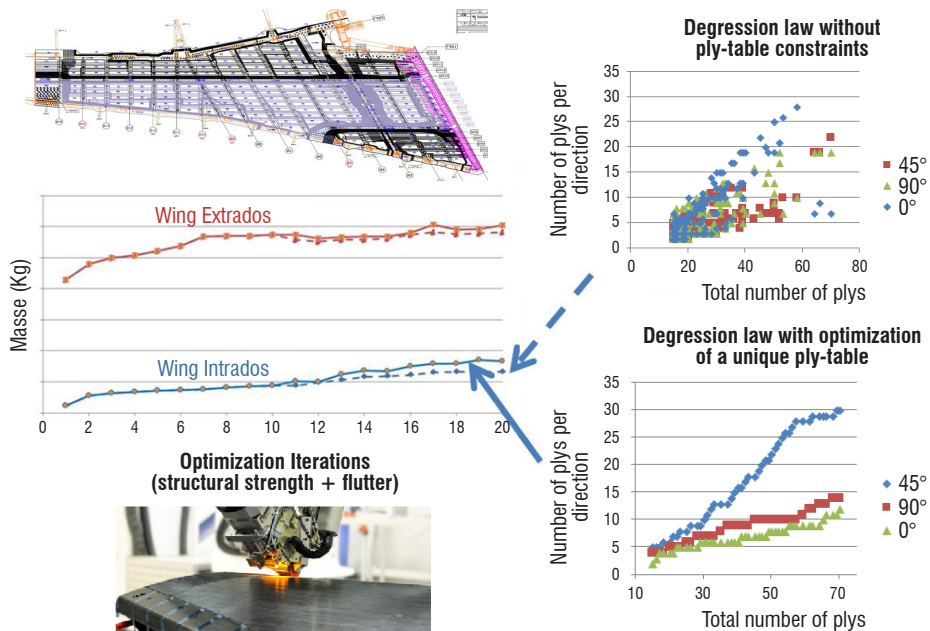 Wing Extrados
Wing Intrados
Masse (Kg)
0 2 4 6 8 10 12 14 16 18 20
Optimization Iterations
(structural strength + flutter)
Degression law without
ply-table constraints
Number of plys per
direction
35
30
25
20
15
10
5
0
0 20 40 60 80
Total number of plys
45°
90°
0°
Degression law with optimization
of a unique ply-table
Number of plys per
direction
35
30
25
20
15
10
5
0
10 30 50 70
Total number of plys
45°
90°
0°